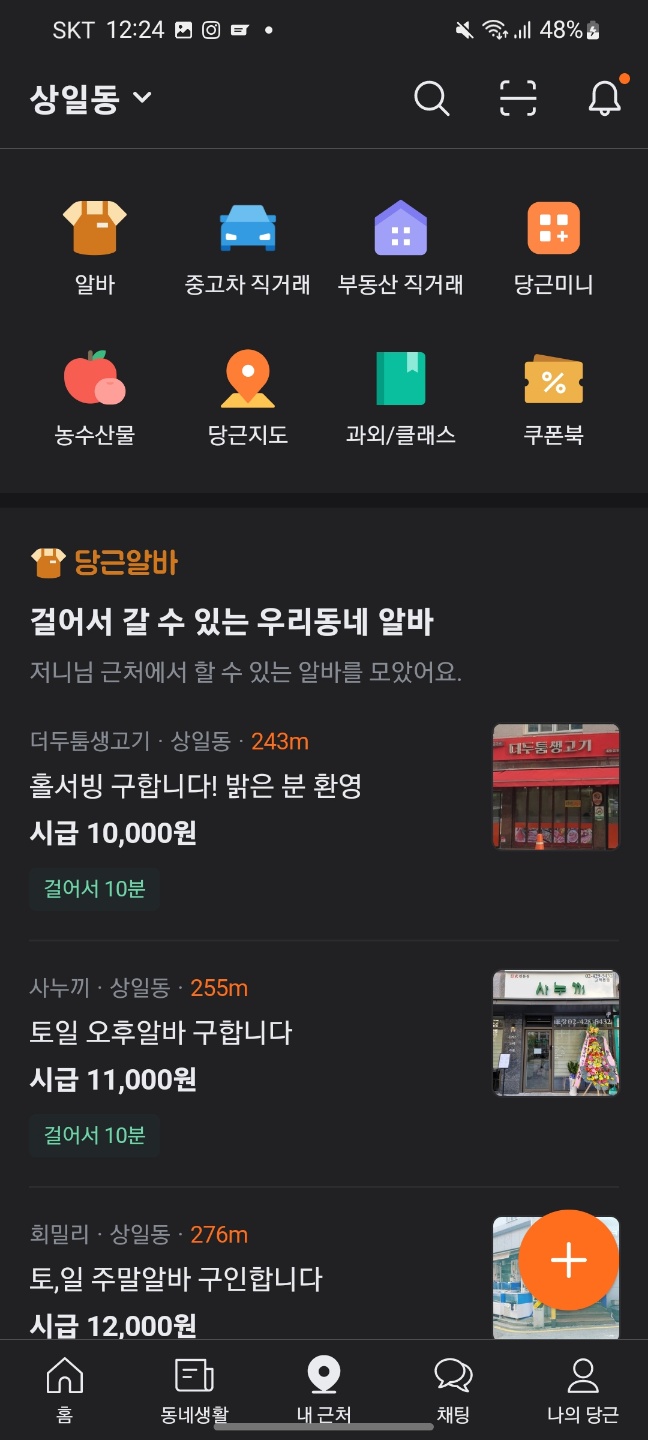 SKT 12:24 48%
상일동
알바 중고차 직거래 부동산 직거래 당근미니
농수산물 당근지도 과외/클래스 쿠폰북
당근알바
걸어서 갈 수 있는 우리동네 알바
저니님 근처에서 할 수 있는 알바를 모았어요.
더두툼생고기 · 상일동 · 243m
더두툼생고기
홀서빙 구합니다! 밝은 분 환영
시급 10,000원
걸어서 10분
사누끼 · 상일동 · 255m
사누끼
토일 오후알바 구합니다
시급 11,000원
걸어서 10분
회밀리 · 상일동 · 276m
토,일 주말알바 구인합니다
시급 12,000원
홈 동네생활 내 근처 채팅 나의 당근